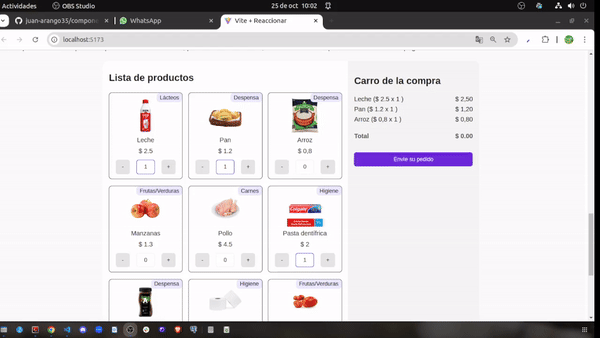 Actividades
OBS Studio
25 de oct 10:02
juan-arango35/compone
WhatsApp
Vite + Reaccionar
localhost:5173
Lista de productos
Lácteos
Leche
$ 2.5
- 1 +
Despensa
Pan
$ 1.2
- 1 +
Despensa
Arroz
$ 0,8
- 0 +
Frutas/Verduras
Manzanas
$ 1.3
- 0 +
Carnes
Pollo
$ 4.5
- 0 +
Higiene
Colgate
Pasta dentífrica
$ 2
- 1 +
Despensa
Higiene
Frutas/Verduras
Carro de la compra
Leche ($ 2.5 x 1 ) $ 2,50
Pan ($ 1.2 x 1 ) $ 1,20
Arroz ($ 0,8 x 1 ) $ 0,80
Total $ 0.00
Envíe su pedido